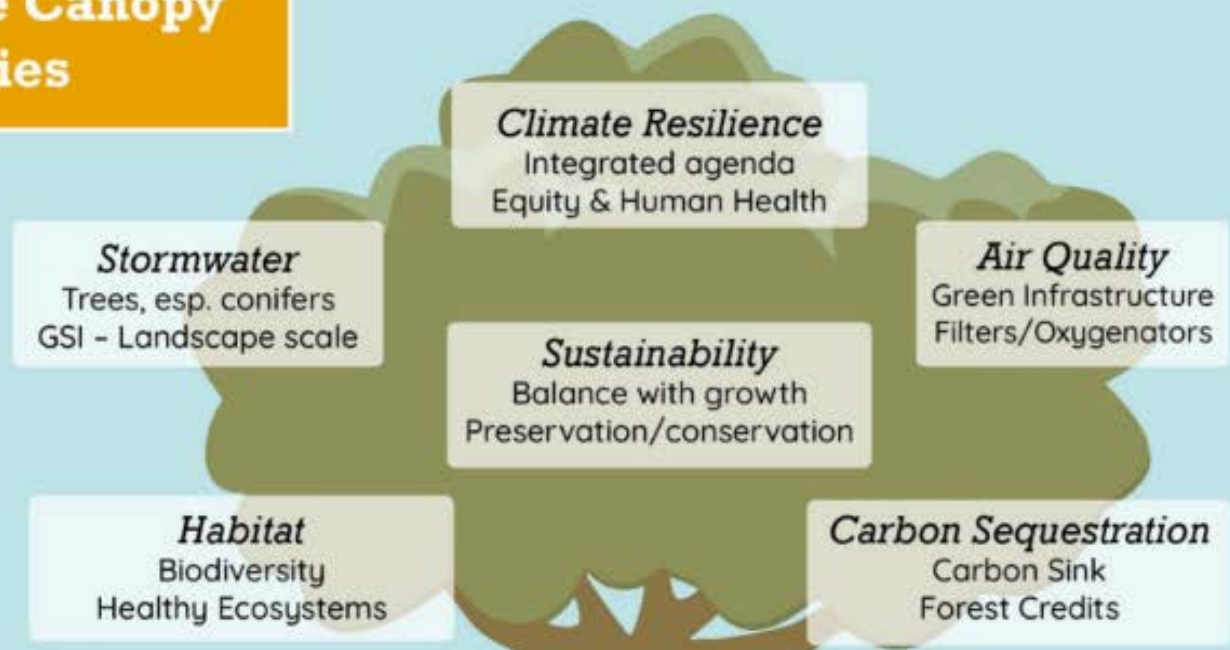 Canopy
ies
Climate Resilience
Integrated agenda
Equity & Human Health
Stormwater
Trees, esp. conifers
GSI – Landscape scale
Air Quality
Green Infrastructure
Filters/Oxygenators
Sustainability
Balance with growth
Preservation/conservation
Habitat
Biodiversity
Healthy Ecosystems
Carbon Sequestration
Carbon Sink
Forest Credits